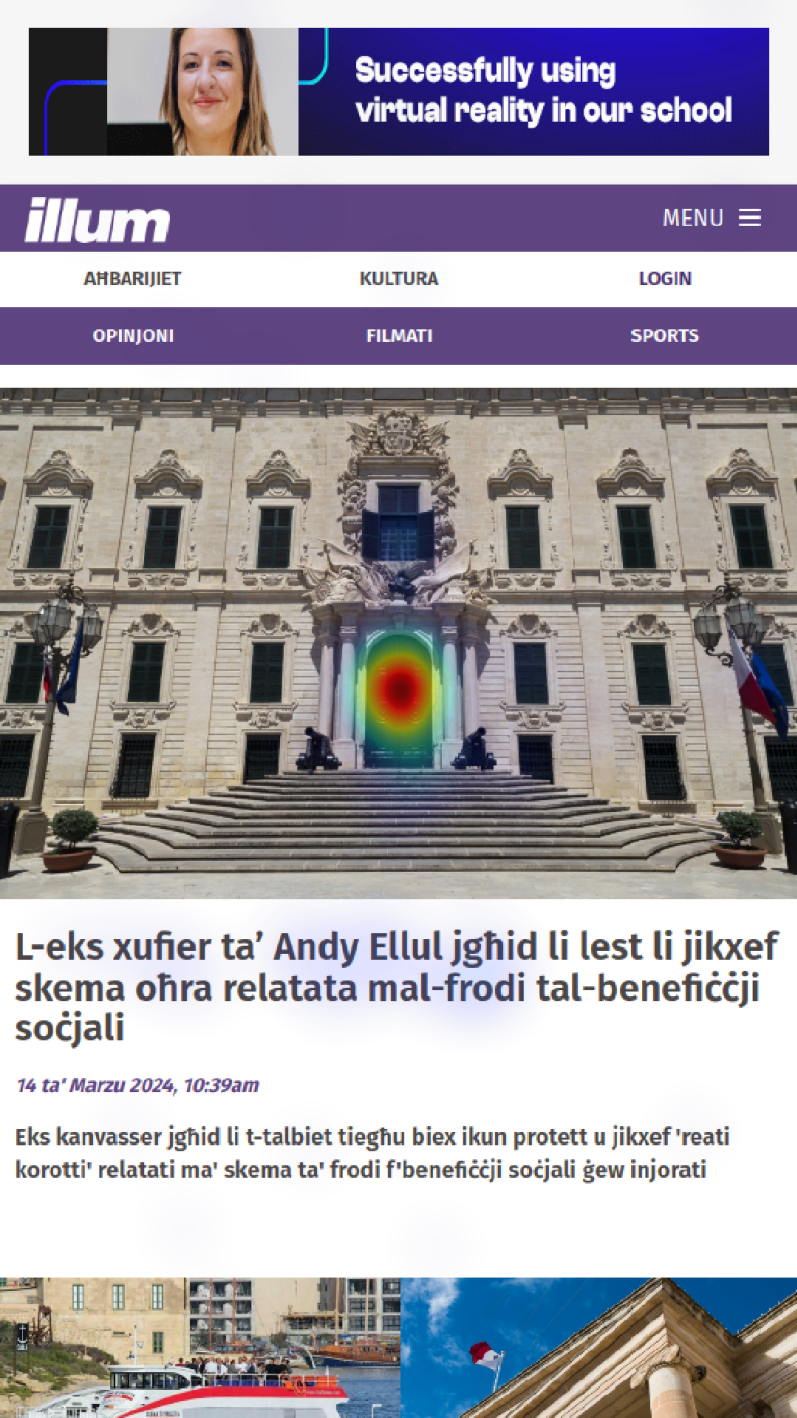 Successfully using
virtual reality in our school
illum
MENU
AĦBARIJIET
KULTURA
LOGIN
OPINJONI
FILMATI
SPORTS
L-eks xufier ta’ Andy Ellul jgħid li lest li jikxef
skema oħra relatata mal-frodi tal-benefiċċji
soċjali
14 ta' Marzu 2024, 10:39am
Eks kanvasser jgħid li t-talbiet tiegħu biex ikun protett u jikxef 'reati
korotti' relatati ma' skema ta' frodi f'benefiċċji soċjali ġew injorati